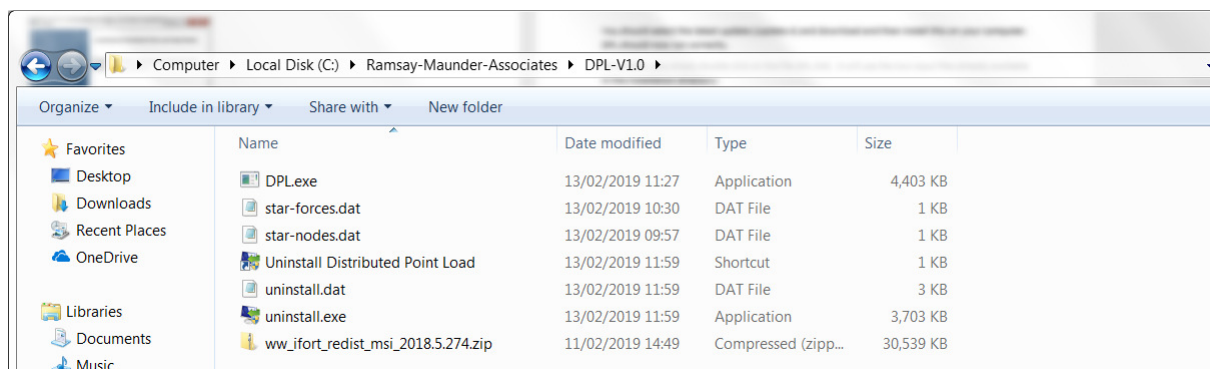 Computer ▸ Local Disk (C:) ▸ Ramsay-Maunder-Associates ▸ DPL-V1.0 ▸
Organize Include in library Share with New folder
Favorites
Desktop
Downloads
Recent Places
OneDrive
Libraries
Documents
Music
Name Date modified Type Size
DPL.exe 13/02/2019 11:27 Application 4,403 KB
star-forces.dat 13/02/2019 10:30 DAT File 1 KB
star-nodes.dat 13/02/2019 09:57 DAT File 1 KB
Uninstall Distributed Point Load 13/02/2019 11:59 Shortcut 1 KB
uninstall.dat 13/02/2019 11:59 DAT File 3 KB
uninstall.exe 13/02/2019 11:59 Application 3,703 KB
ww_ifort_redist_msi_2018.5.274.zip 11/02/2019 14:49 Compressed (zipp... 30,539 KB